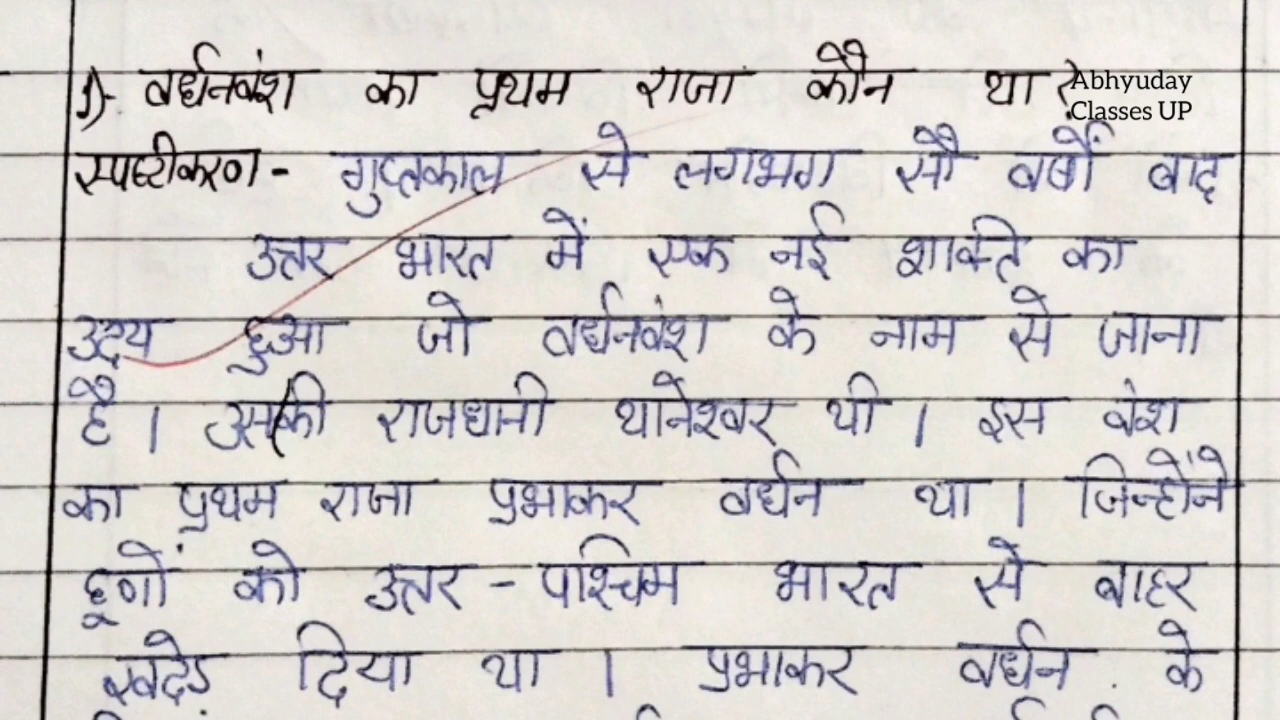 1)- वर्धनवंश का प्रथम राजा कौन था ?
Abhyuday
Classes UP
स्पष्टीकरण - गुप्तकाल से लगभग सौ वर्षों बाद
उत्तर भारत में एक नई शक्ति का
उदय हुआ जो वर्धनवंश के नाम से जाना
है । उसकी राजधानी थानेश्वर थी । इस वंश
का प्रथम राजा प्रभाकर वर्धन था । जिन्होंने
हूणों को उत्तर - पश्चिम भारत से बाहर
खदेड़ दिया था । प्रभाकर वर्धन के